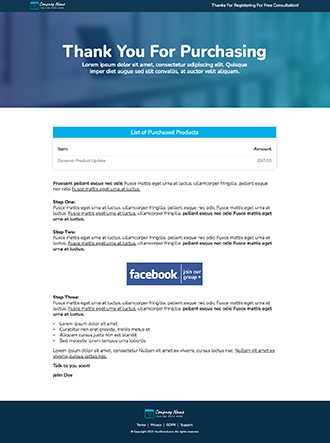 Company Name
Thanks For Registering For Free Consultation!
Thank You For Purchasing
Lorem ipsum dolor sit amet, consectetur adipiscing elit. Quisque
imper diet augue sed elit convallis, at auctor velit aliquam.
List of Purchased Products
Item Amount
Dynamic Product Update $97.00
Praesent pellent esque nec odio Fusce mattis eget urna at luctus, ullamcorper fringilla. pellent esque
nec odio Fusce mattis eget urna at luctus.
Step One:
Fusce mattis eget urna at luctus, ullamcorper fringilla. pellent esque nec odio Fusce mattis eget urna at
luctus. Fusce mattis eget urna at luctus, ullamcorper fringilla. pellent esque nec odio Fusce mattis eget
urna at luctus.
Step Two:
Fusce mattis eget urna at luctus, ullamcorper fringilla. pellent esque nec odio Fusce mattis eget urna at
luctus. Fusce mattis eget urna at luctus, ullamcorper fringilla. pellent esque nec odio Fusce mattis eget
urna at luctus.
facebook. join our
group +
Step Three:
Fusce mattis eget urna at luctus, ullamcorper fringilla. pellent esque nec odio Fusce mattis eget urna at
luctus. Fusce mattis eget urna at luctus, ullamcorper fringilla. pellent esque nec odio Fusce mattis eget
urna at luctus.
• Lorem ipsum dolor sit amet
• Curabitur non erat gravida, mollis metus et
• Aliquam cursus justo non est blandit
• Sed molestie lorem tempus urna lobortis
Lorem ipsum dolor sit amet, consectetur Nullam sit amet ex viverra, cursus lectus nec, Nullam sit
amet ex viverra, cursus lectus nec.
Talk to you soon!
John Doe
Company Name
Terms | Privacy | GDPR | Support